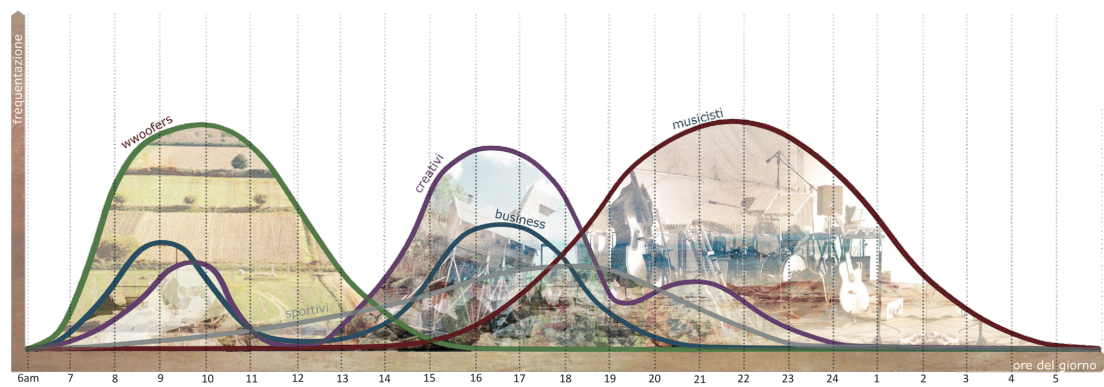 frequentazione
wwoofers
creativi
business
musicisti
sportivi
ore del giorno
6am 7 8 9 10 11 12 13 14 15 16 17 18 19 20 21 22 23 24 1 2 3 4 5